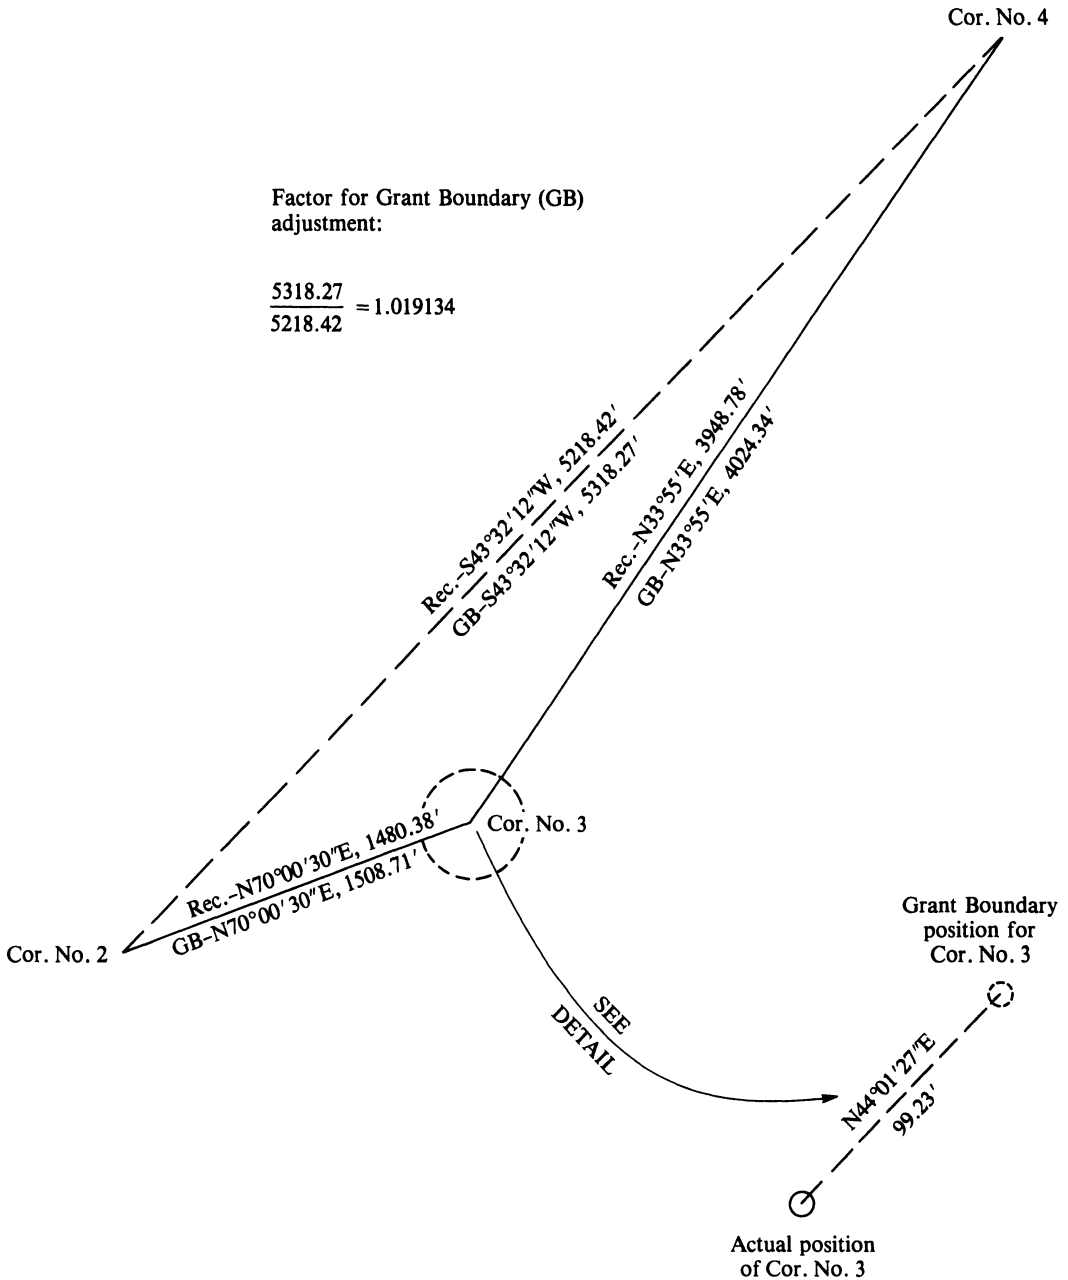 Cor. No. 4
Factor for Grant Boundary (GB)
adjustment:
5318.27
5218.42
=1.019134
Rec.–S43°32'12"W, 5218.42'
GB–S43°32'12"W, 5318.27'
Rec.–N33°55'E, 3948.78'
GB–N33°55'E, 4024.34'
Cor. No. 3
Rec.–N70°00'30"E, 1480.38'
GB–N70°00'30"E, 1508.71'
Cor. No. 2
SEE
DETAIL
Grant Boundary
position for
Cor. No. 3
N44°01'27"E
99.23'
Actual position
of Cor. No. 3